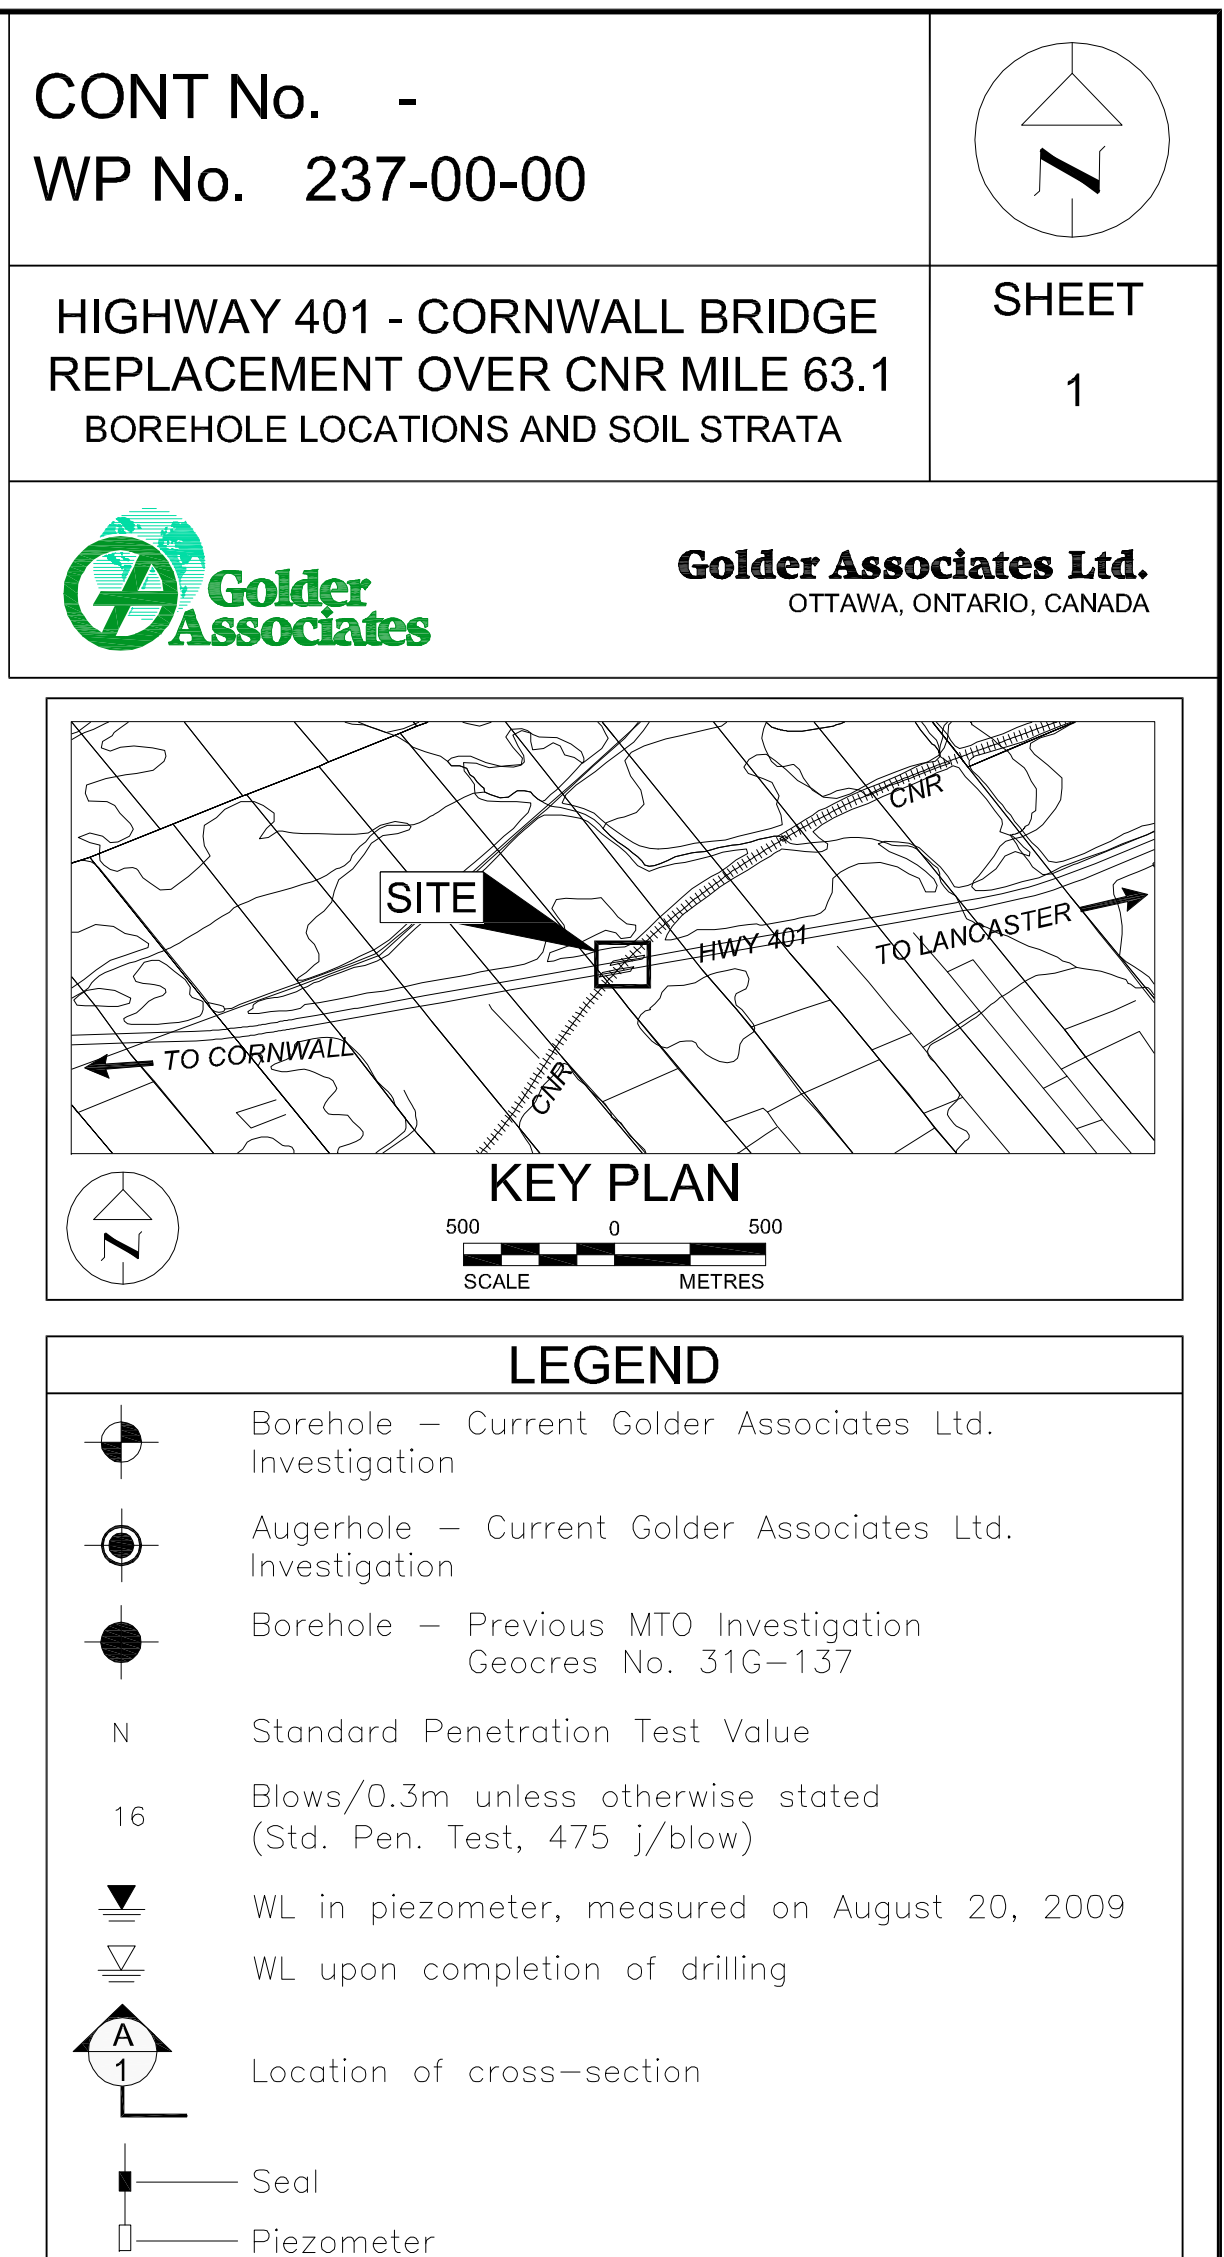 CONT No. -
WP No. 237-00-00
N
HIGHWAY 401 - CORNWALL BRIDGE
REPLACEMENT OVER CNR MILE 63.1
BOREHOLE LOCATIONS AND SOIL STRATA
SHEET
1
Golder
Associates
Golder Associates Ltd.
OTTAWA, ONTARIO, CANADA
CNR
SITE
HWY 401
TO LANCASTER
TO CORNWALL
CNR
KEY PLAN
N
500 0 500
SCALE METRES
LEGEND
Borehole – Current Golder Associates Ltd.
Investigation
Augerhole – Current Golder Associates Ltd.
Investigation
Borehole – Previous MTO Investigation
Geocres No. 31G–137
N Standard Penetration Test Value
16 Blows/0.3m unless otherwise stated
(Std. Pen. Test, 475 j/blow)
WL in piezometer, measured on August 20, 2009
WL upon completion of drilling
A
1 Location of cross–section
Seal
Piezometer